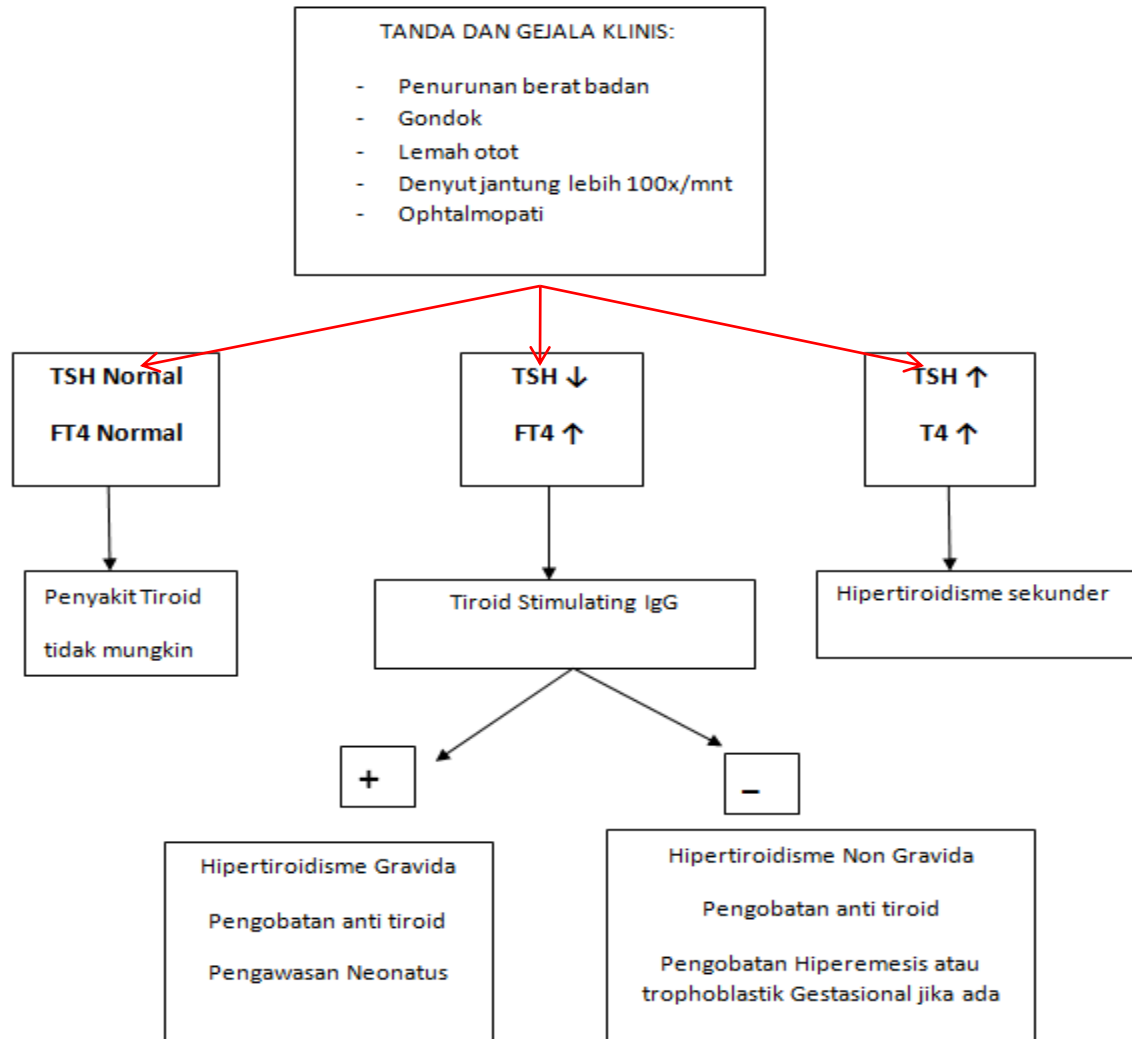 TANDA DAN GEJALA KLINIS:
- Penurunan berat badan
- Gondok
- Lemah otot
- Denyut jantung lebih 100x/mnt
- Ophtalmopati
TSH Nornal
FT4 Normal
TSH ↓
FT4 ↑
TSH ↑
T4 ↑
Penyakit Tiroid
tidak mungkin
Tiroid Stimulating IgG
Hipertiroidisme sekunder
+
–
Hipertiroidisme Gravida
Pengobatan anti tiroid
Pengawasan Neonatus
Hipertiroidisme Non Gravida
Pengobatan anti tiroid
Pengobatan Hiperemesis atau
trophoblastik Gestasional jika ada